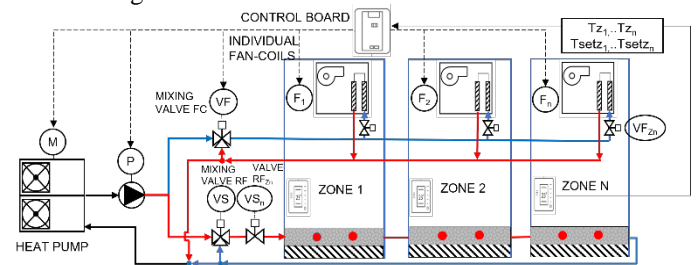 CONTROL BOARD
Tz1,..Tzn
Tsetz1,..Tsetzn
INDIVIDUAL
FAN-COILS
MIXING
VALVE FC
VF
F1
F2
Fn
VFZn
M
P
MIXING
VALVE RF
VALVE
RFZn
VS
VSn
ZONE 1
ZONE 2
ZONE N
HEAT PUMP